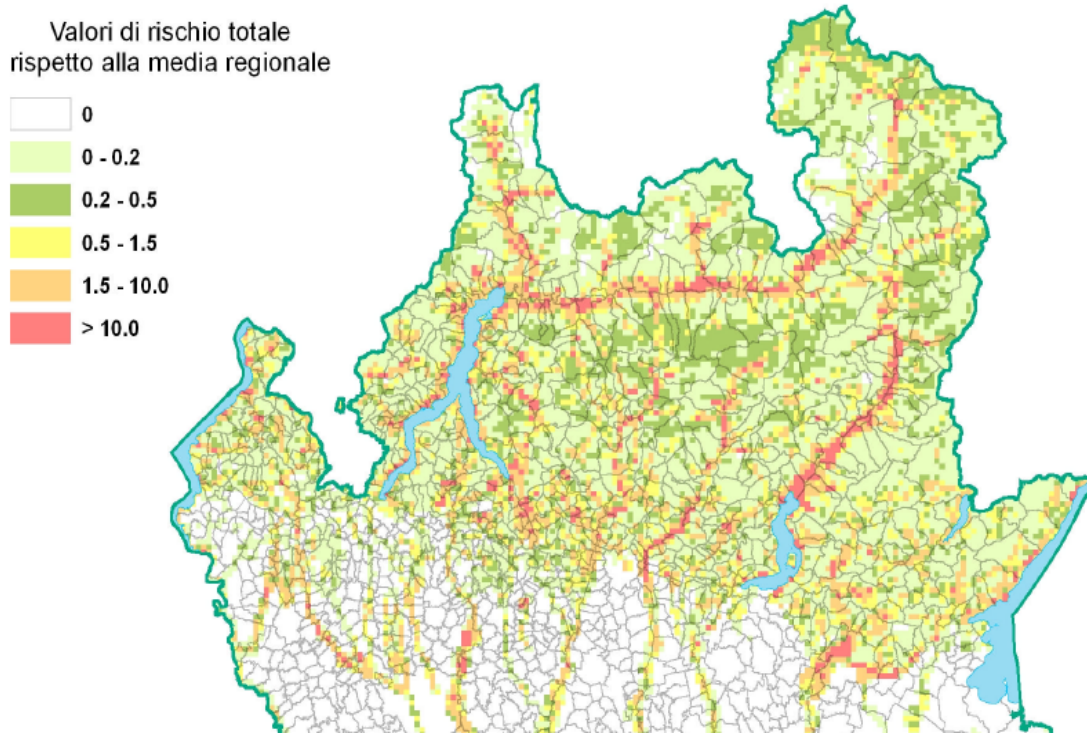 Valori di rischio totale
rispetto alla media regionale
0
0 - 0.2
0.2 - 0.5
0.5 - 1.5
1.5 - 10.0
> 10.0